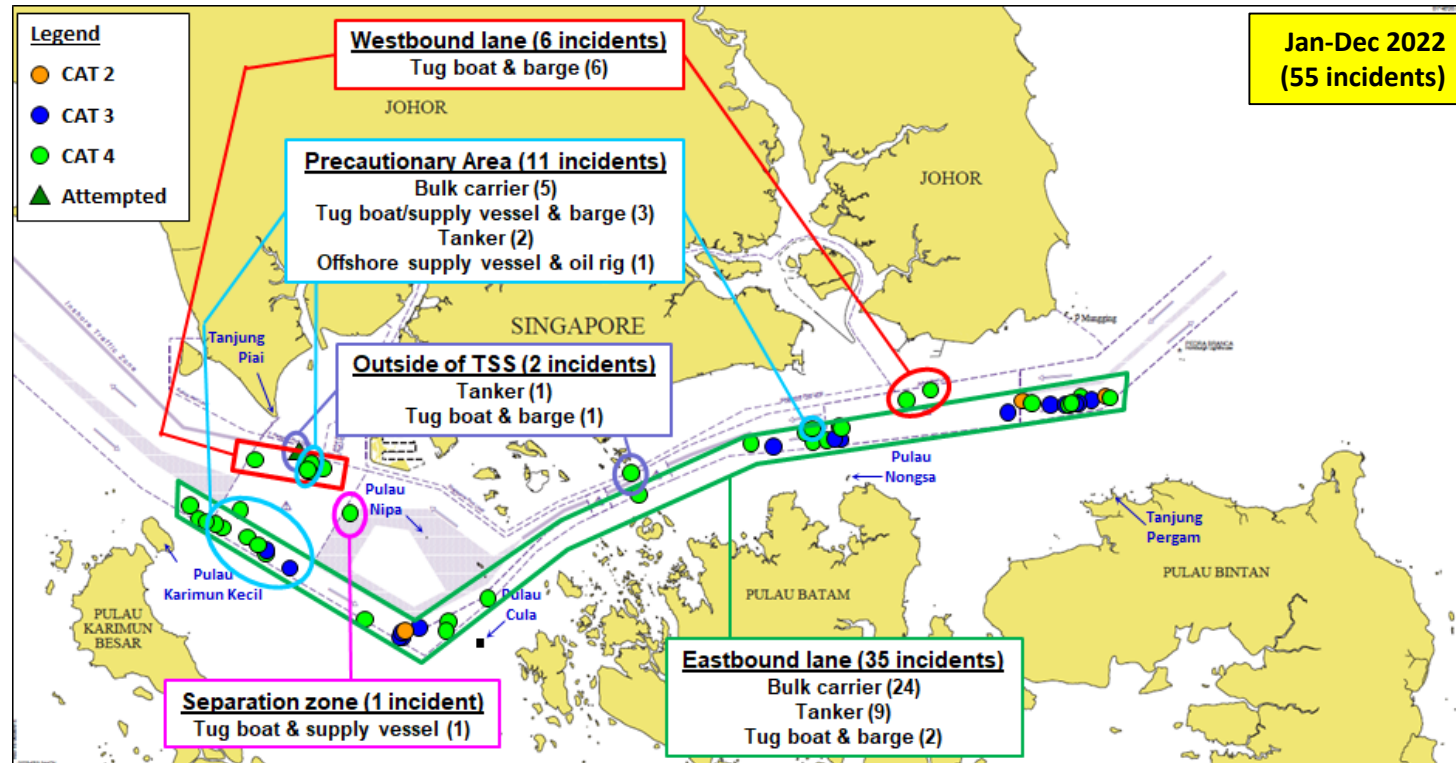 Legend
CAT 2
CAT 3
CAT 4
Attempted
Westbound lane (6 incidents)
Tug boat & barge (6)
Jan-Dec 2022
(55 incidents)
JOHOR
Precautionary Area (11 incidents)
Bulk carrier (5)
Tug boat/supply vessel & barge (3)
Tanker (2)
Offshore supply vessel & oil rig (1)
JOHOR
Inshore Traffic Zone
SINGAPORE
Tanjung
Piai
Outside of TSS (2 incidents)
Tanker (1)
Tug boat & barge (1)
PEDRA BRANCA
Pulau
Nongsa
Pulau
Nipa
Tanjung
Pergam
Pulau
Karimun Kecil
PULAU BINTAN
PULAU
KARIMUN
BESAR
Pulau
Cula
PULAU BATAM
Separation zone (1 incident)
Tug boat & supply vessel (1)
Eastbound lane (35 incidents)
Bulk carrier (24)
Tanker (9)
Tug boat & barge (2)